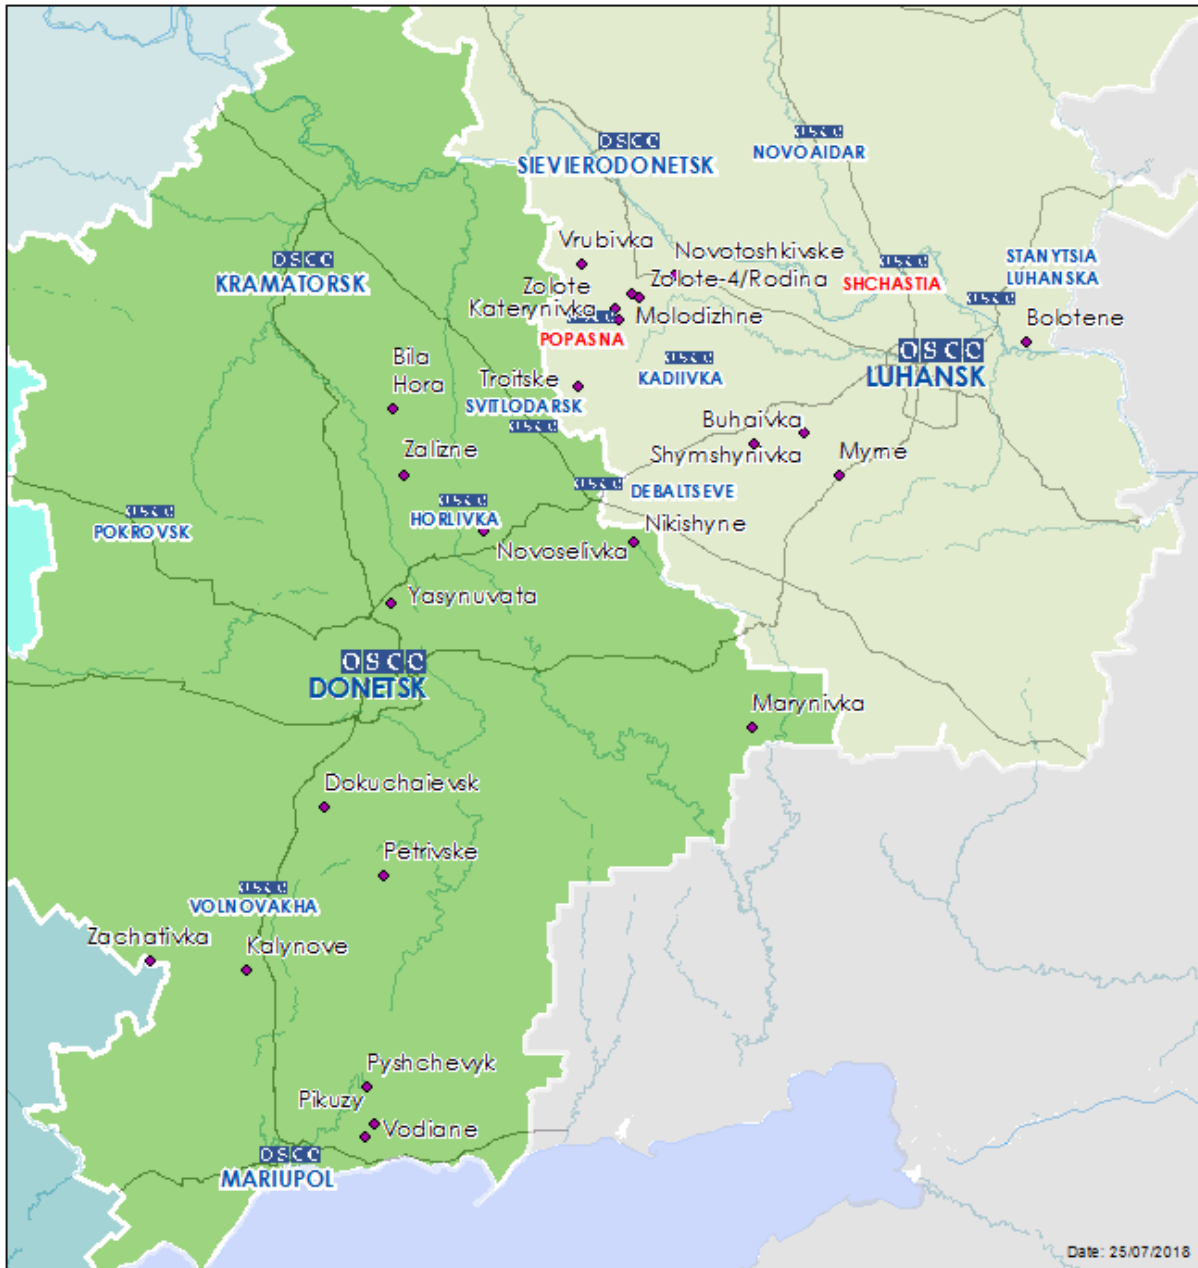 OSCE
SIEVIERODONETSK
OSCE
NOVOAIDAR
Vrubivka
Novotoshkivske
OSCE
KRAMATORSK
Zolote
Zolote-4/Rodina
OSCE
SHCHASTIA
STANYTSIA
LUHANSKA
OSCE
Katerynivka
Molodizhne
OSCE
POPASNA
Bolotene
OSCE
KADIIVKA
OSCE
LUHANSK
Bila
Hora
Troitske
SVITLODARSK
OSCE
Buhaivka
Shymshynivka
Myrne
Zalizne
OSCE
DEBALTSEVE
OSCE
HORLIVKA
OSCE
POKROVSK
Nikishyne
Novoselivka
Yasynuvata
OSCE
DONETSK
Marynivka
Dokuchaievsk
Petrivske
OSCE
VOLNOVAKHA
Zachativka
Kalynove
Pyshchevyk
Pikuzy
Vodiane
OSCE
MARIUPOL
Date: 25/07/2018